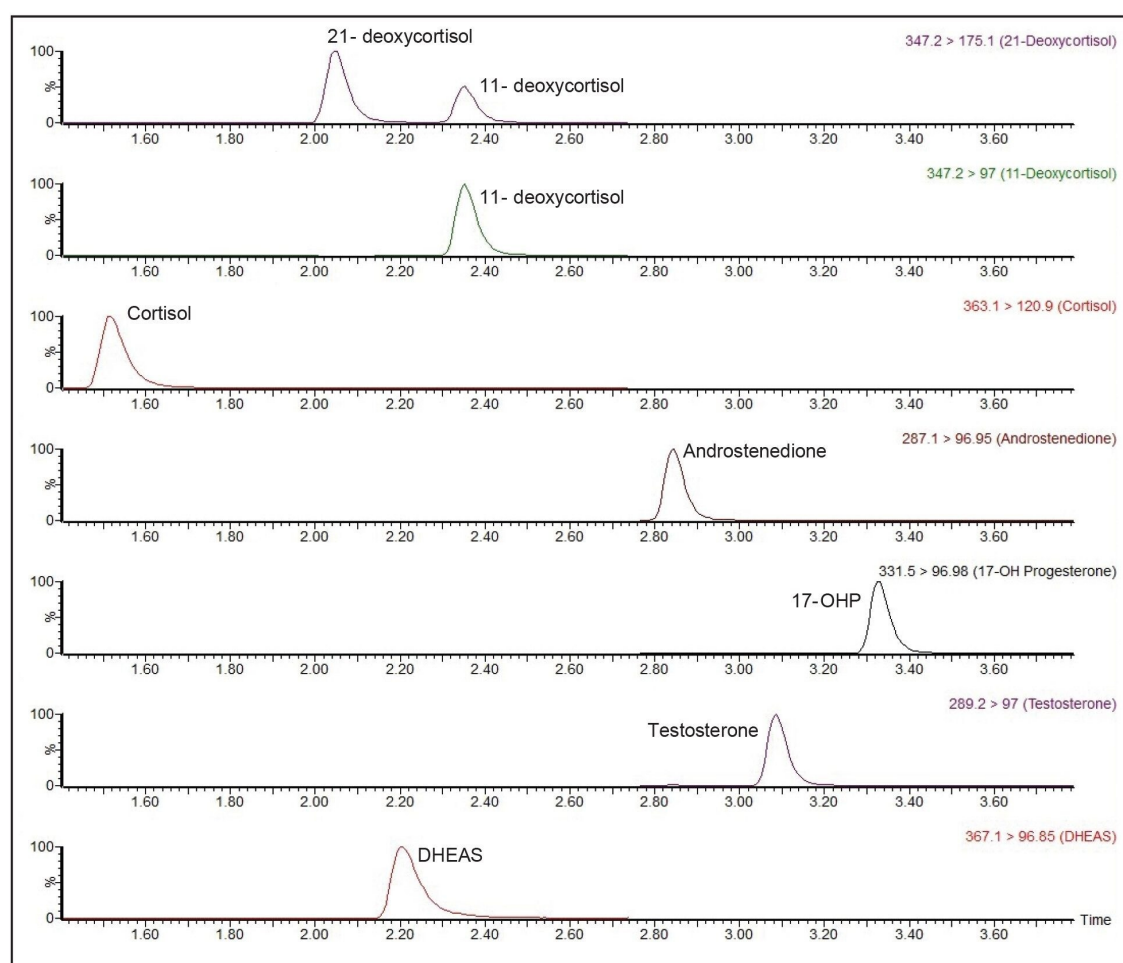 21- deoxycortisol
347.2 > 175.1 (21-Deoxycortisol)
100
%
0
11- deoxycortisol
1.60 1.80 2.00 2.20 2.40 2.60 2.80 3.00 3.20 3.40 3.60
347.2 > 97 (11-Deoxycortisol)
100
%
0
11- deoxycortisol
1.60 1.80 2.00 2.20 2.40 2.60 2.80 3.00 3.20 3.40 3.60
363.1 > 120.9 (Cortisol)
100
%
0
Cortisol
1.60 1.80 2.00 2.20 2.40 2.60 2.80 3.00 3.20 3.40 3.60
287.1 > 96.95 (Androstenedione)
100
%
0
Androstenedione
1.60 1.80 2.00 2.20 2.40 2.60 2.80 3.00 3.20 3.40 3.60
331.5 > 96.98 (17-OH Progesterone)
100
%
0
17-OHP
1.60 1.80 2.00 2.20 2.40 2.60 2.80 3.00 3.20 3.40 3.60
289.2 > 97 (Testosterone)
100
%
0
Testosterone
1.60 1.80 2.00 2.20 2.40 2.60 2.80 3.00 3.20 3.40 3.60
367.1 > 96.85 (DHEAS)
100
%
0
DHEAS
Time
1.60 1.80 2.00 2.20 2.40 2.60 2.80 3.00 3.20 3.40 3.60